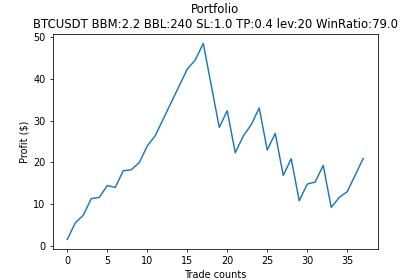 Portfolio
BTCUSDT BBM:2.2 BBL:240 SL:1.0 TP:0.4 lev:20 WinRatio:79.0
50
40
30
20
10
0
Profit ($)
0 5 10 15 20 25 30 35
Trade counts